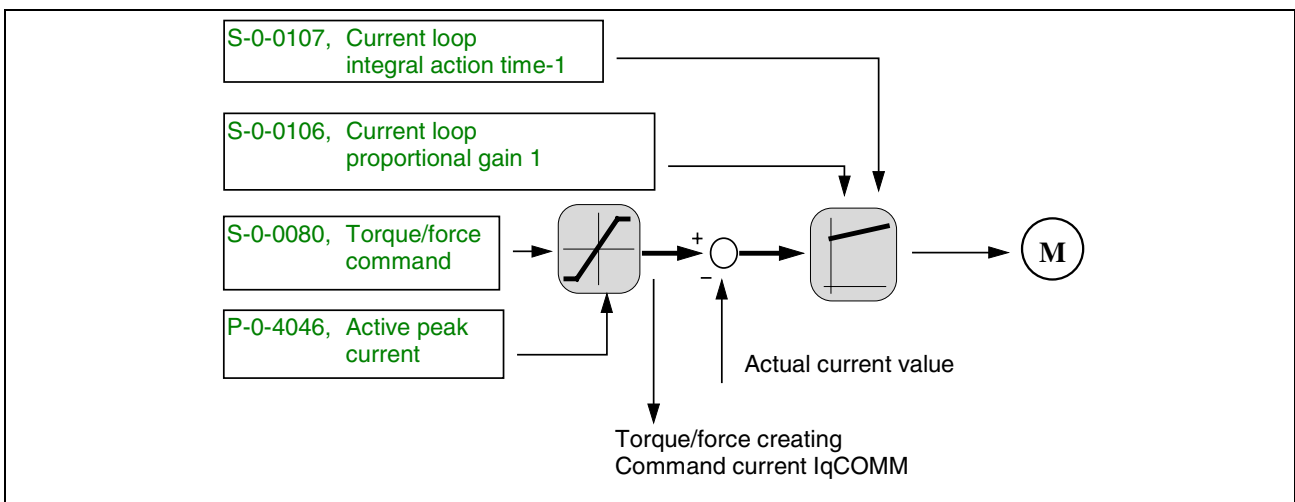 S-0-0107, Current loop
integral action time-1
S-0-0106, Current loop
proportional gain 1
S-0-0080, Torque/force
command
P-0-4046, Active peak
current
+
−
M
Actual current value
Torque/force creating
Command current IqCOMM